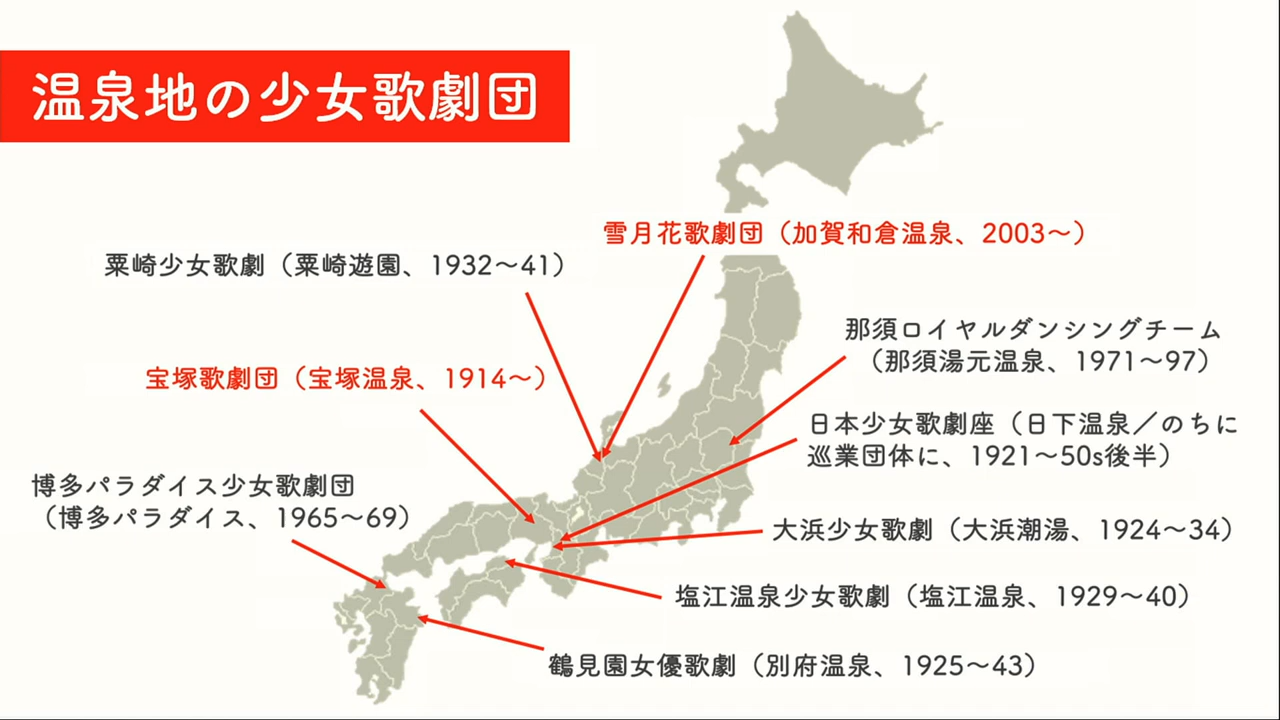 温泉地の少女歌劇団
雪月花歌劇団（加賀和倉温泉、2003〜）
粟崎少女歌劇（粟崎遊園、1932〜41）
那須ロイヤルダンシングチーム
（那須湯元温泉、1971〜97）
宝塚歌劇団（宝塚温泉、1914〜）
日本少女歌劇座（日下温泉／のちに
巡業団体に、1921〜50s後半）
博多パラダイス少女歌劇団
（博多パラダイス、1965〜69）
大浜少女歌劇（大浜潮湯、1924〜34）
塩江温泉少女歌劇（塩江温泉、1929〜40）
鶴見園女優歌劇（別府温泉、1925〜43）